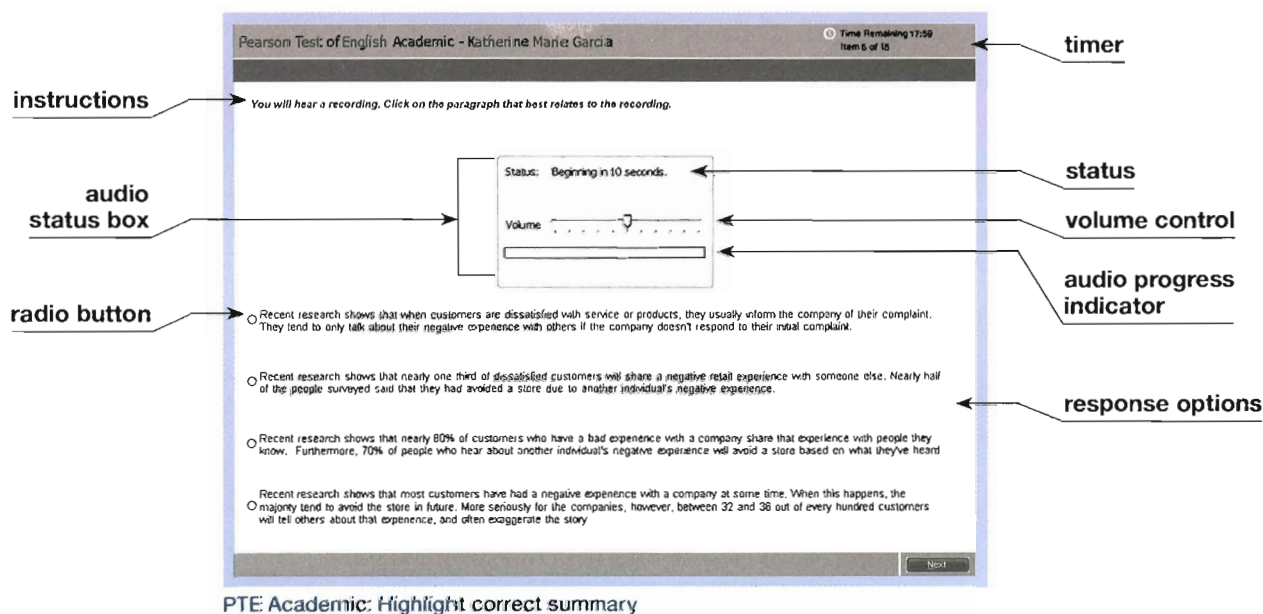 Pearson Test of English Academic - Katherine Marie Garcia
Time Remaining 17:59
Item 6 of 18
timer
instructions
You will hear a recording. Click on the paragraph that best relates to the recording.
audio
status box
Status: Beginning in 10 seconds.
status
Volume
volume control
audio progress
indicator
radio button
Recent research shows that when customers are dissatisfied with service or products, they usually inform the company of their complaint.
They tend to only talk about their negative experience with others if the company doesn't respond to their initial complaint.
Recent research shows that nearly one third of dissatisfied customers will share a negative retail experience with someone else. Nearly half
of the people surveyed said that they had avoided a store due to another individual's negative experience.
response options
Recent research shows that nearly 80% of customers who have a bad experience with a company share that experience with people they
know. Furthermore, 70% of people who hear about another individual's negative experience will avoid a store based on what they've heard
Recent research shows that most customers have had a negative experience with a company at some time. When this happens, the
majority tend to avoid the store in future. More seriously for the companies, however, between 32 and 36 out of every hundred customers
will tell others about that experience, and often exaggerate the story
Next
PTE Academic: Highlight correct summary